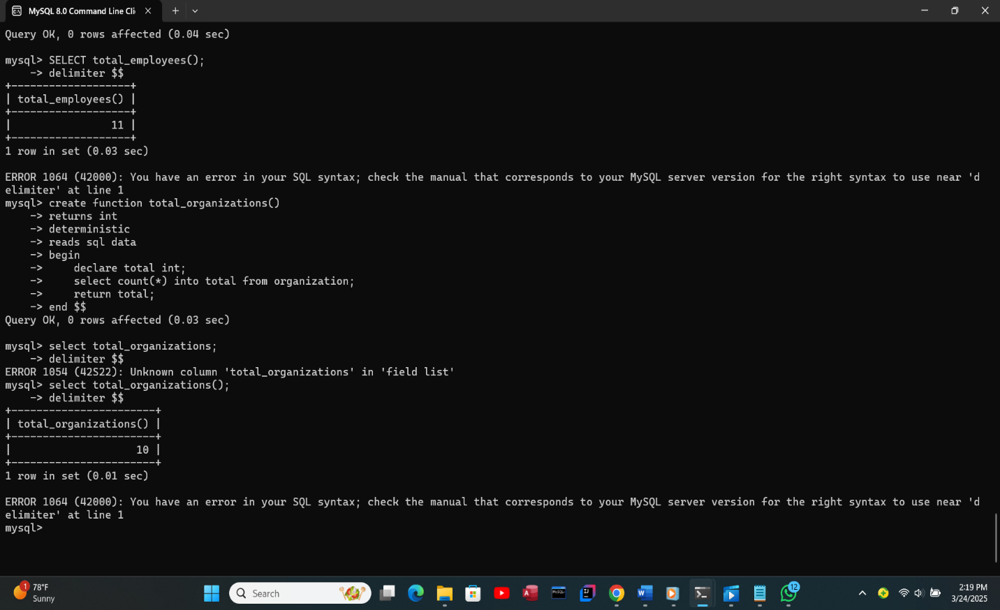 MySQL 8.0 Command Line Cli
Query OK, 0 rows affected (0.04 sec)
mysql> SELECT total_employees();
    -> delimiter $$
+-------------------+
| total_employees() |
+-------------------+
|                11 |
+-------------------+
1 row in set (0.03 sec)
ERROR 1064 (42000): You have an error in your SQL syntax; check the manual that corresponds to your MySQL server version for the right syntax to use near 'd
elimiter' at line 1
mysql> create function total_organizations()
    -> returns int
    -> deterministic
    -> reads sql data
    -> begin
    ->     declare total int;
    ->     select count(*) into total from organization;
    ->     return total;
    -> end $$
Query OK, 0 rows affected (0.03 sec)
mysql> select total_organizations;
    -> delimiter $$
ERROR 1054 (42S22): Unknown column 'total_organizations' in 'field list'
mysql> select total_organizations();
    -> delimiter $$
+-----------------------+
| total_organizations() |
+-----------------------+
|                    10 |
+-----------------------+
1 row in set (0.01 sec)
ERROR 1064 (42000): You have an error in your SQL syntax; check the manual that corresponds to your MySQL server version for the right syntax to use near 'd
elimiter' at line 1
mysql>
1
78°F
Sunny
Search
12
2:19 PM
3/24/2025